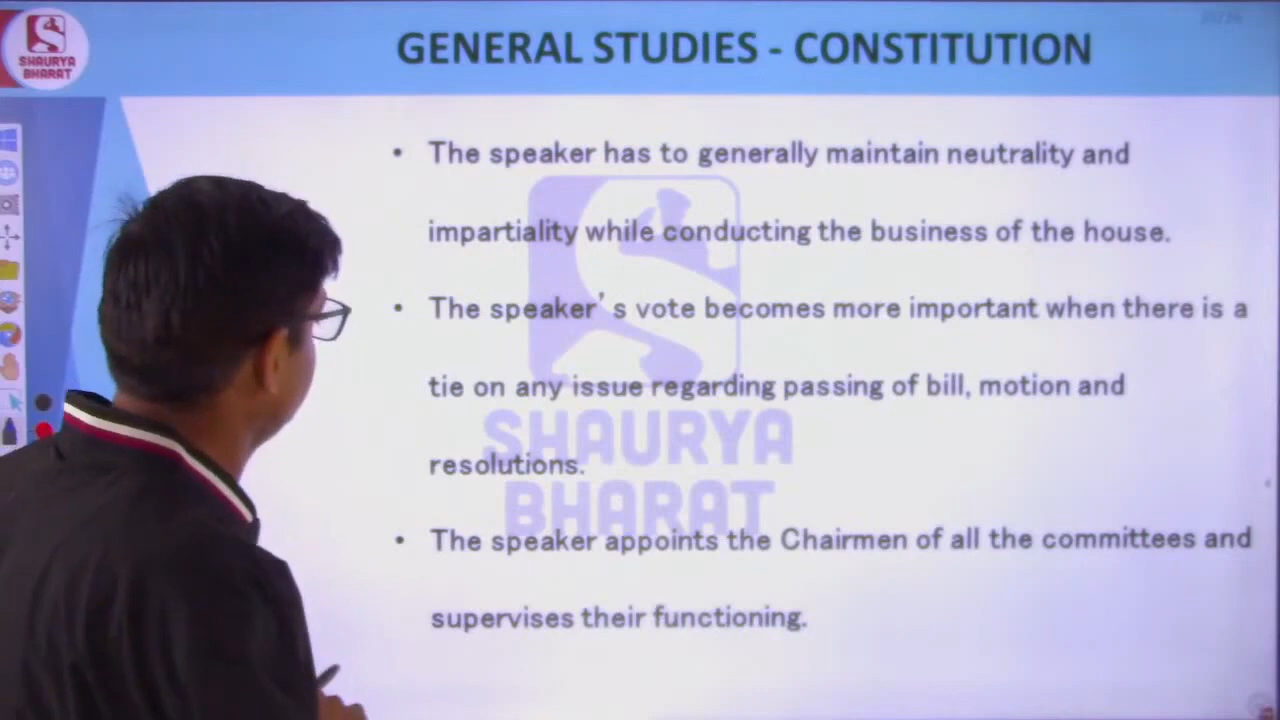 SHAURYA
BHARAT
GENERAL STUDIES - CONSTITUTION
• The speaker has to generally maintain neutrality and
impartiality while conducting the business of the house.
• The speaker's vote becomes more important when there is a
tie on any issue regarding passing of bill, motion and
resolutions.
• The speaker appoints the Chairmen of all the committees and
supervises their functioning.
SHAURYA
BHARAT